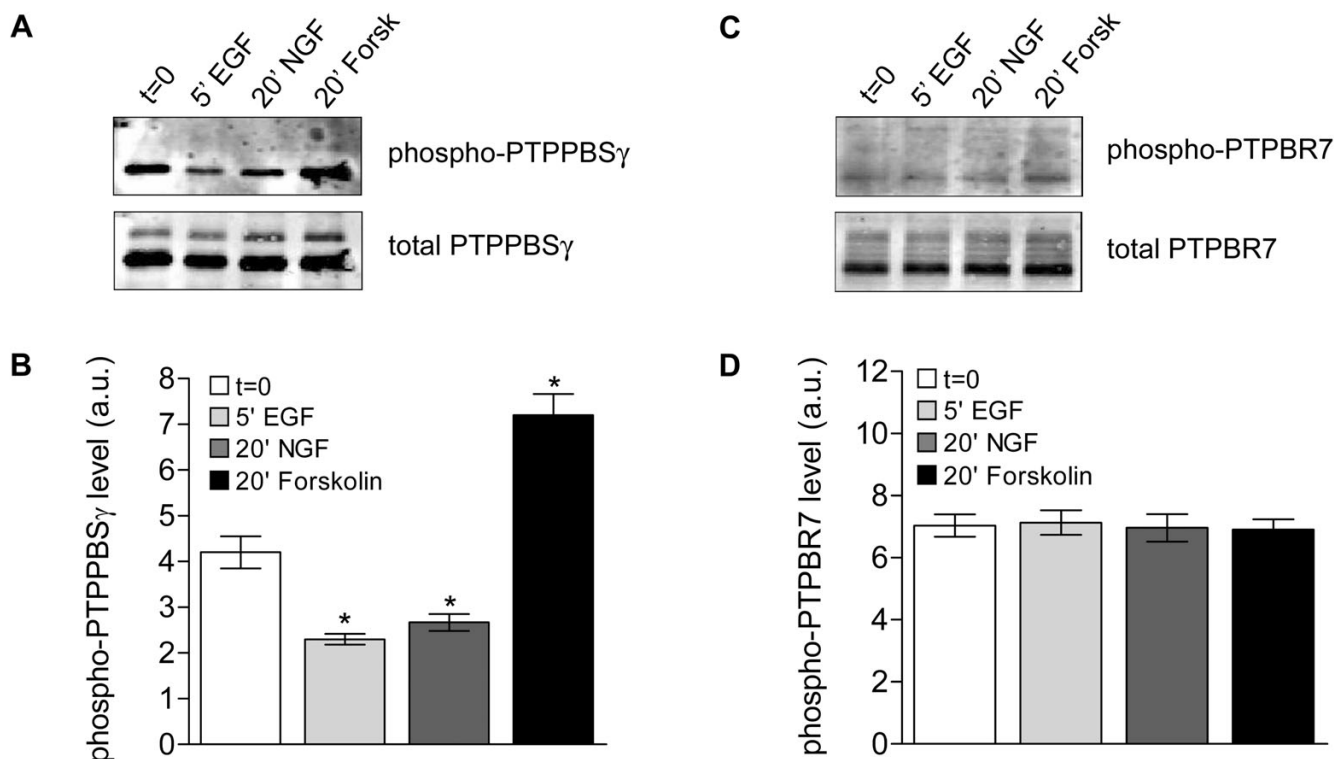 A
t=0
5' EGF
20' NGF
20' Forsk
phospho-PTPPBSγ
total PTPPBSγ
C
t=0
5' EGF
20' NGF
20' Forsk
phospho-PTPBR7
total PTPBR7
B
phospho-PTPPBSγ level (a.u.)
8
7
6
5
4
3
2
1
0
t=0
5' EGF
20' NGF
20' Forskolin
*
*
*
D
phospho-PTPBR7 level (a.u.)
12
10
8
6
4
2
0
t=0
5' EGF
20' NGF
20' Forskolin